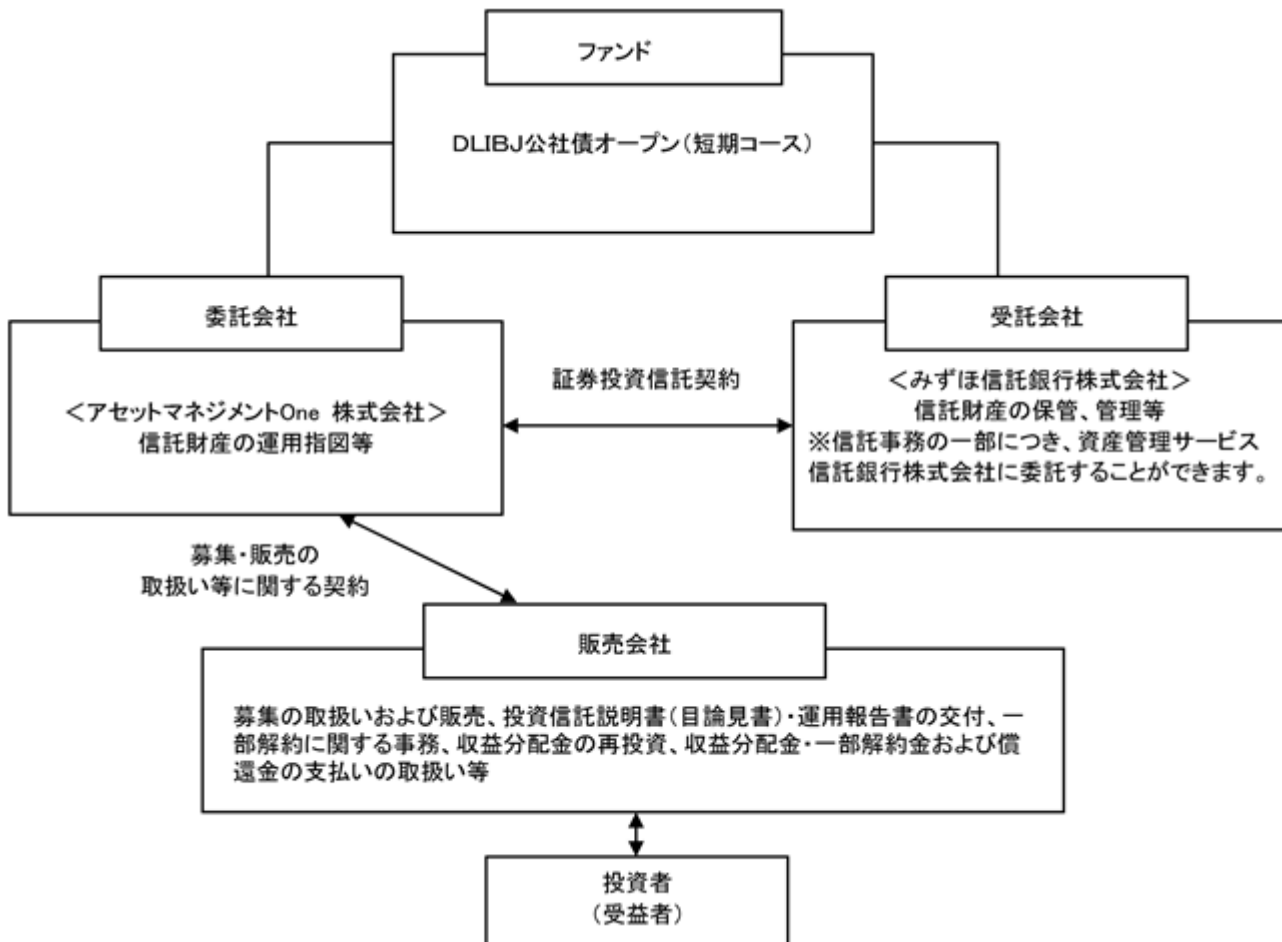 ファンド
DLIBJ公社債オープン(短期コース)
委託会社
<アセットマネジメントOne 株式会社>
信託財産の運用指図等
証券投資信託契約
受託会社
<みずほ信託銀行株式会社>
信託財産の保管、管理等
※信託事務の一部につき、資産管理サービス
信託銀行株式会社に委託することができます。
募集・販売の
取扱い等に関する契約
販売会社
募集の取扱いおよび販売、投資信託説明書(目論見書)・運用報告書の交付、一
部解約に関する事務、収益分配金の再投資、収益分配金・一部解約金および償
還金の支払いの取扱い等
投資者
(受益者)